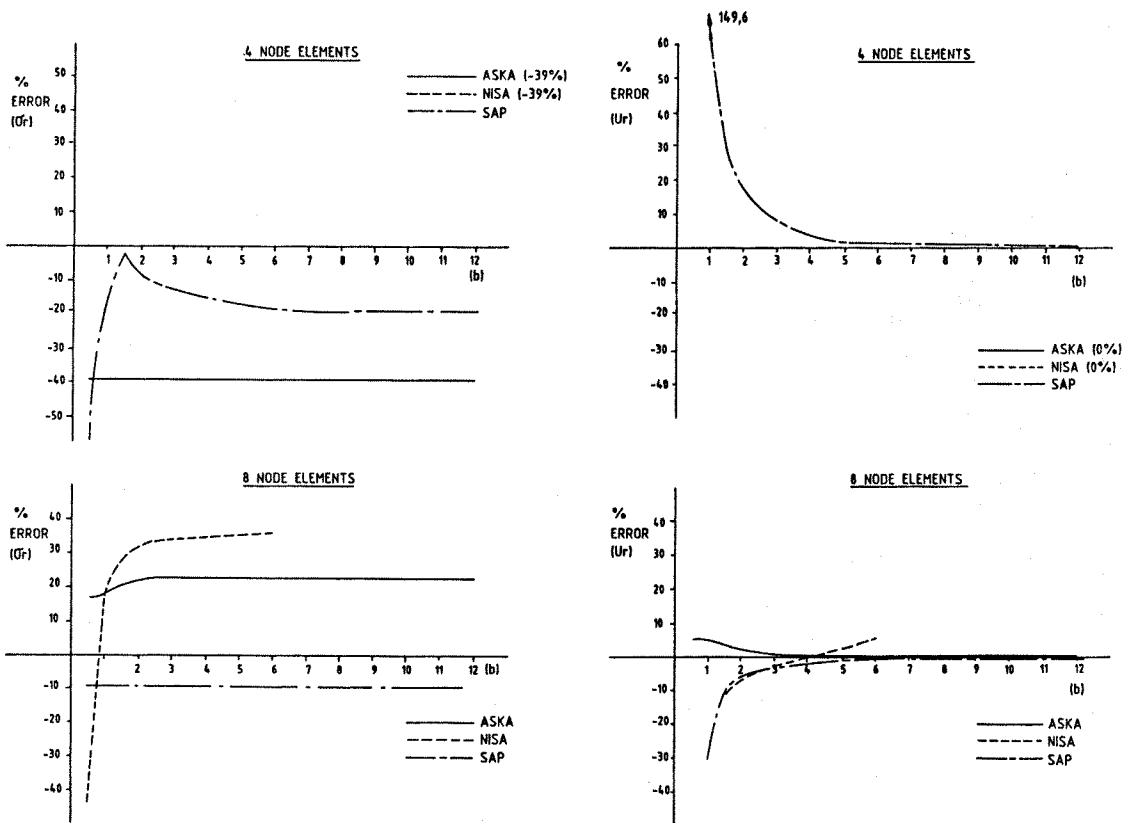 4 NODE ELEMENTS
% ERROR (σr)
50
40
30
20
10
-10
-20
-30
-40
-50
1 2 3 4 5 6 7 8 9 10 11 12
(b)
ASKA (-39%)
NISA (-39%)
SAP
149,6
4 NODE ELEMENTS
% ERROR (Ur)
60
50
40
30
20
10
-10
-20
-30
-40
1 2 3 4 5 6 7 8 9 10 11 12
(b)
ASKA (0%)
NISA (0%)
SAP
8 NODE ELEMENTS
% ERROR (σr)
40
30
20
10
-10
-20
-30
-40
2 3 4 5 6 7 8 9 10 11 12 (b)
ASKA
NISA
SAP
8 NODE ELEMENTS
% ERROR (Ur)
40
30
20
10
-10
-20
-30
-40
1 2 3 4 5 6 7 8 9 10 11 12
(b)
ASKA
NISA
SAP